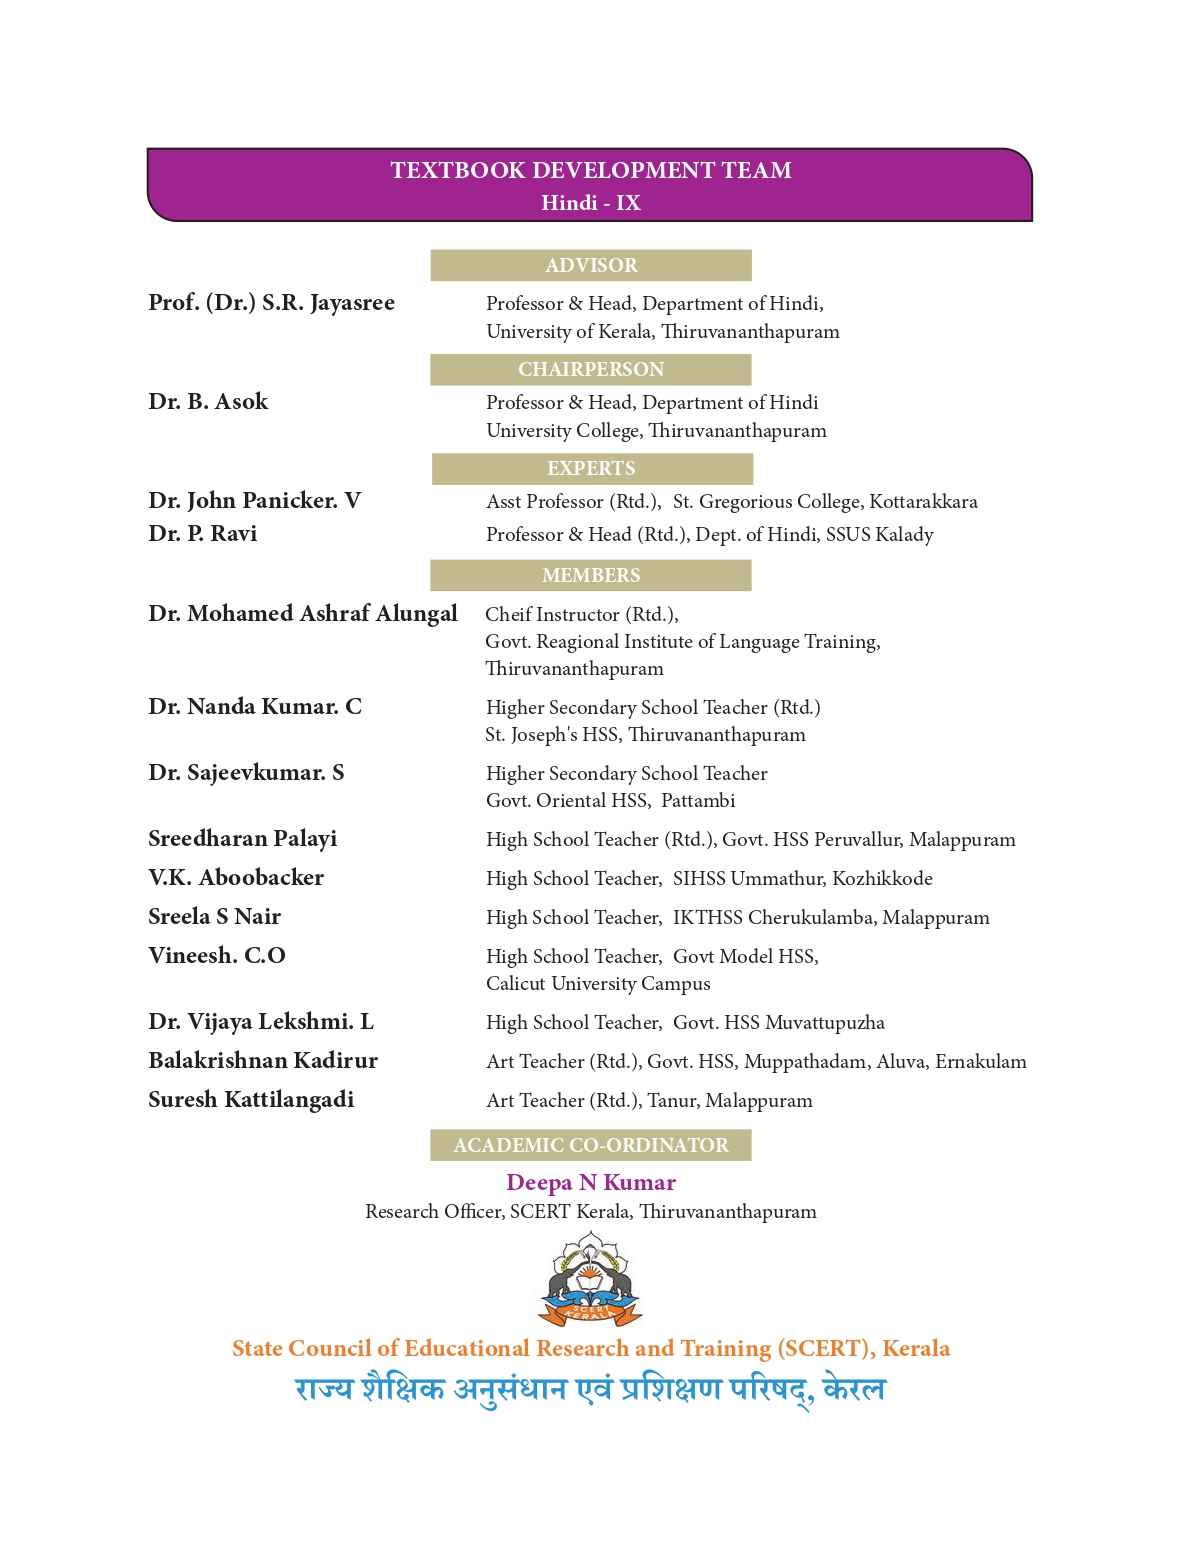 TEXTBOOK DEVELOPMENT TEAM
Hindi - IX
ADVISOR
Prof. (Dr.) S.R. Jayasree Professor & Head, Department of Hindi,
University of Kerala, Thiruvananthapuram
CHAIRPERSON
Dr. B. Asok Professor & Head, Department of Hindi
University College, Thiruvananthapuram
EXPERTS
Dr. John Panicker. V Asst Professor (Rtd.), St. Gregorious College, Kottarakkara
Dr. P. Ravi Professor & Head (Rtd.), Dept. of Hindi, SSUS Kalady
MEMBERS
Dr. Mohamed Ashraf Alungal Cheif Instructor (Rtd.),
Govt. Reagional Institute of Language Training,
Thiruvananthapuram
Dr. Nanda Kumar. C Higher Secondary School Teacher (Rtd.)
St. Joseph's HSS, Thiruvananthapuram
Dr. Sajeevkumar. S Higher Secondary School Teacher
Govt. Oriental HSS, Pattambi
Sreedharan Palayi High School Teacher (Rtd.), Govt. HSS Peruvallur, Malappuram
V.K. Aboobacker High School Teacher, SIHSS Ummathur, Kozhikkode
Sreela S Nair High School Teacher, IKTHSS Cherukulamba, Malappuram
Vineesh. C.O High School Teacher, Govt Model HSS,
Calicut University Campus
Dr. Vijaya Lekshmi. L High School Teacher, Govt. HSS Muvattupuzha
Balakrishnan Kadirur Art Teacher (Rtd.), Govt. HSS, Muppathadam, Aluva, Ernakulam
Suresh Kattilangadi Art Teacher (Rtd.), Tanur, Malappuram
ACADEMIC CO-ORDINATOR
Deepa N Kumar
Research Officer, SCERT Kerala, Thiruvananthapuram
SCERT
KERALA
State Council of Educational Research and Training (SCERT), Kerala
राज्य शैक्षिक अनुसंधान एवं प्रशिक्षण परिषद्, केरल